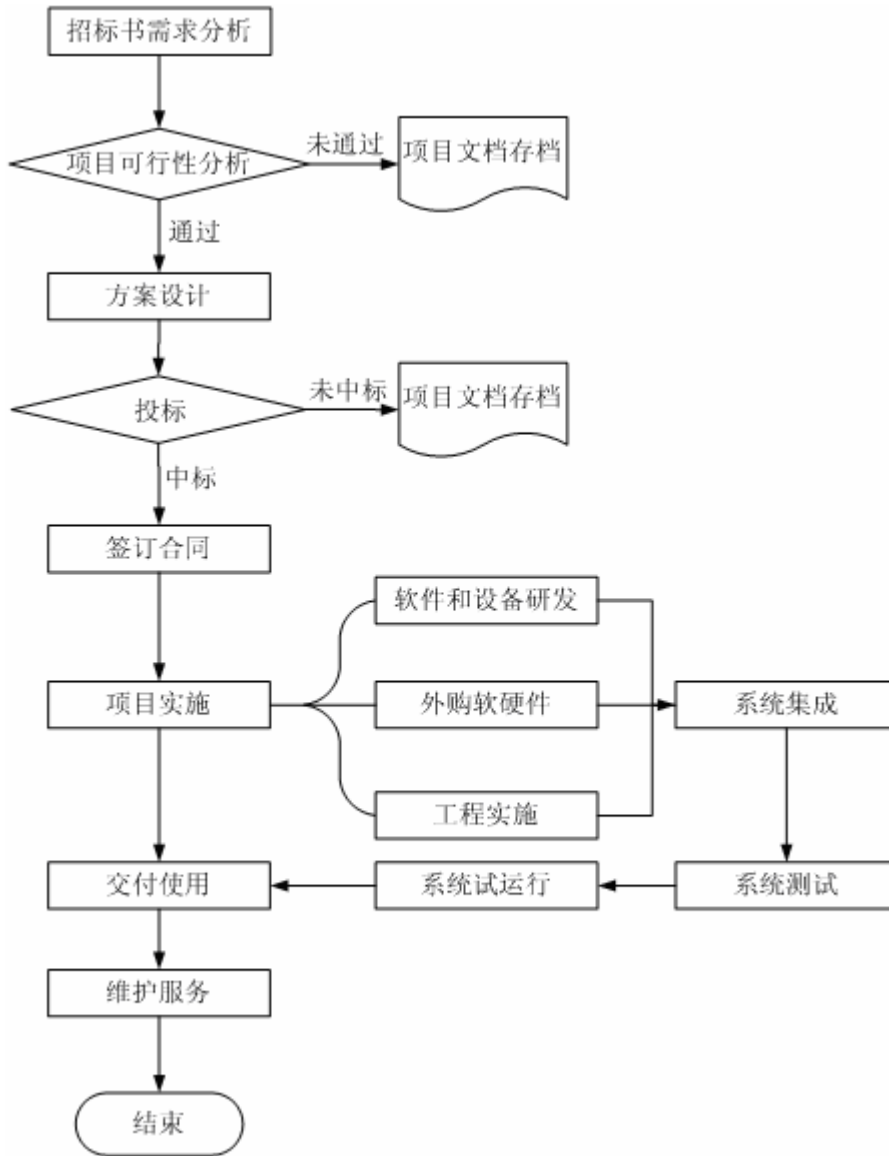 招标书需求分析
项目可行性分析
未通过
项目文档存档
通过
方案设计
投标
未中标
项目文档存档
中标
签订合同
软件和设备研发
项目实施
外购软硬件
系统集成
工程实施
交付使用
系统试运行
系统测试
维护服务
结束